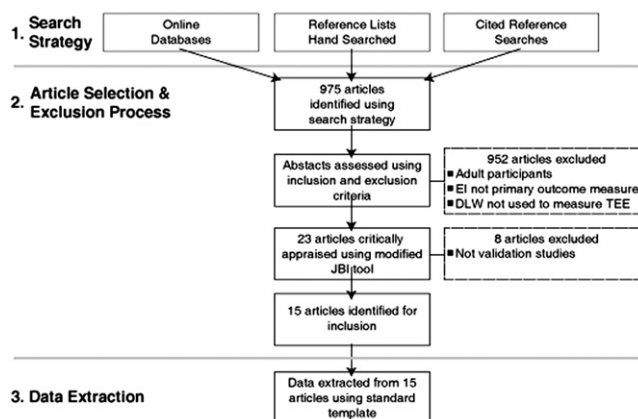 1. Search Strategy
Online Databases
Reference Lists Hand Searched
Cited Reference Searches
2. Article Selection & Exclusion Process
975 articles
identified using
search strategy
Abstacts assessed using
inclusion and exclusion
criteria
952 articles excluded
■ Adult participants
■ EI not primary outcome measure
■ DLW not used to measure TEE
23 articles critically
appraised using modified
JBI tool
8 articles excluded
■ Not validation studies
15 articles identified for
inclusion
3. Data Extraction
Data extracted from 15
articles using standard
template